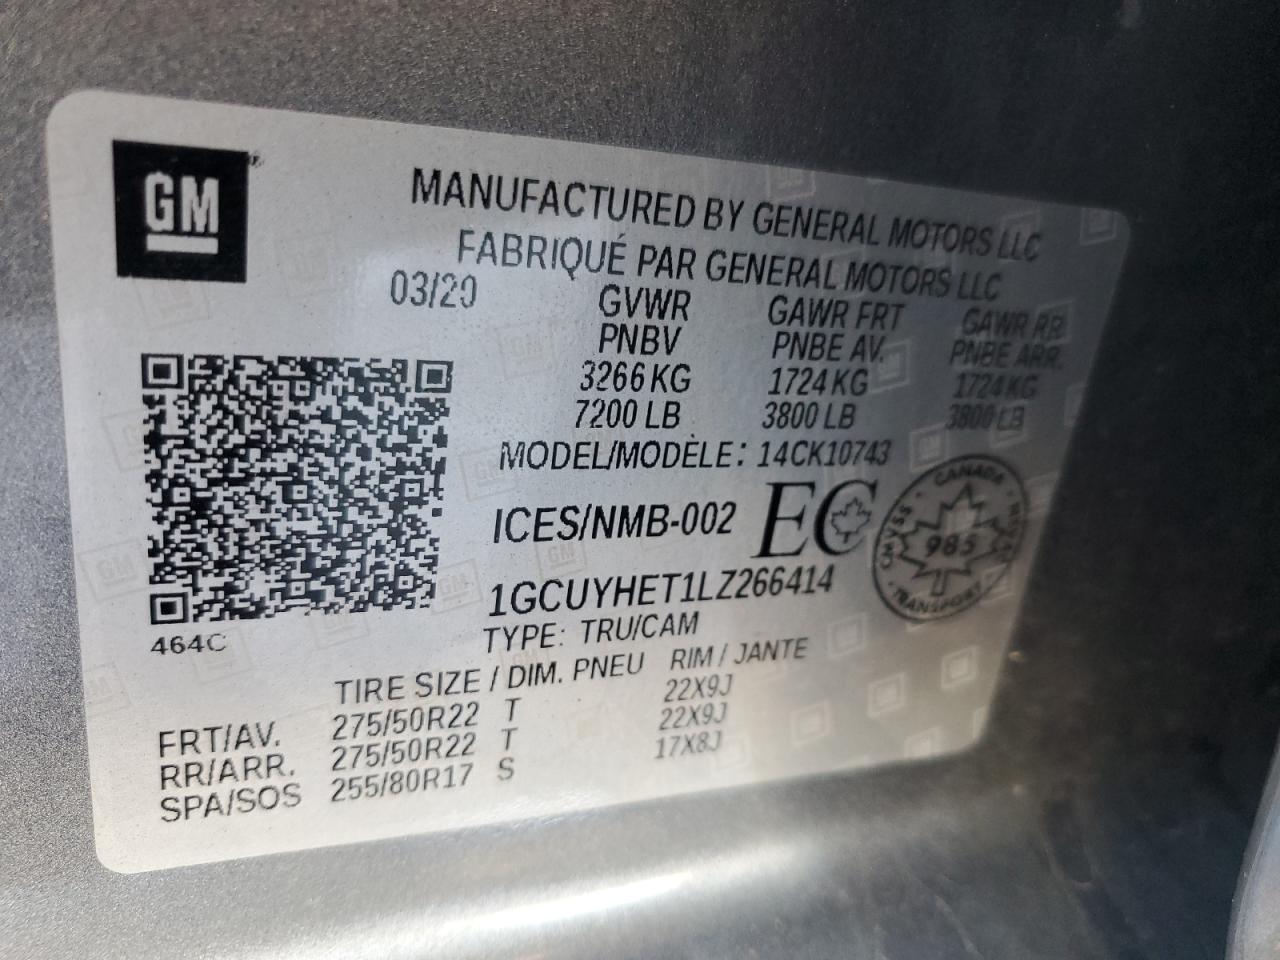 GM
MANUFACTURED BY GENERAL MOTORS LLC
FABRIQUÉ PAR GENERAL MOTORS LLC
03/20 GVWR GAWR FRT GAWR RR
PNBV PNBE AV. PNBE ARR.
3266 KG 1724 KG 1724 KG
7200 LB 3800 LB 3800 LB
MODEL/MODÈLE: 14CK10743
ICES/NMB-002 EC
CANADA
CMVSS · NSVAC
985
TRANSPORT
1GCUYHET1LZ266414
464C
TYPE: TRU/CAM
TIRE SIZE / DIM. PNEU RIM / JANTE
FRT/AV. 275/50R22 T 22X9J
RR/ARR. 275/50R22 T 22X9J
SPA/SOS 255/80R17 S 17X8J